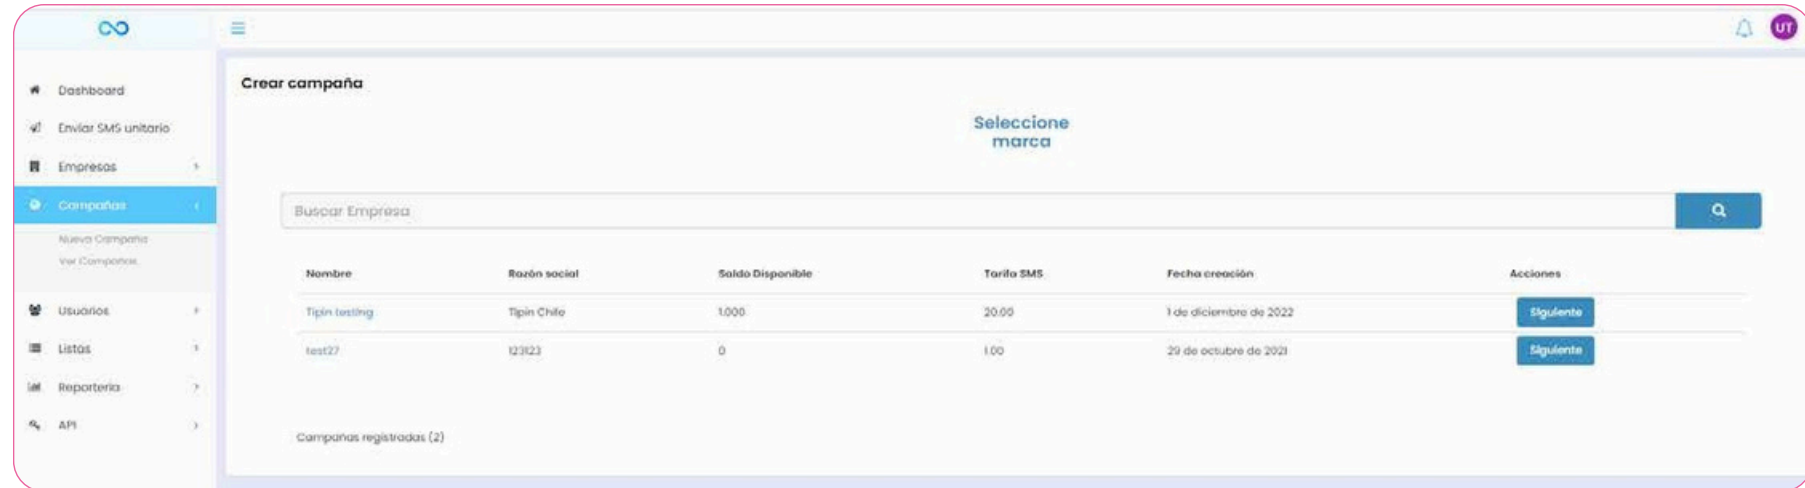 UT
Dashboard
Enviar SMS unitario
Empresas
Campañas
Nueva Campaña
Ver Campañas
Usuarios
Listas
Reportería
API
Crear campaña
Seleccione
marca
Buscar Empresa
Nombre Razón social Saldo Disponible Tarifa SMS Fecha creación Acciones
Tipin testing Tipin Chile 1.000 20.00 1 de diciembre de 2022 Siguiente
test27 123123 0 1.00 29 de octubre de 2021 Siguiente
Campañas registradas (2)